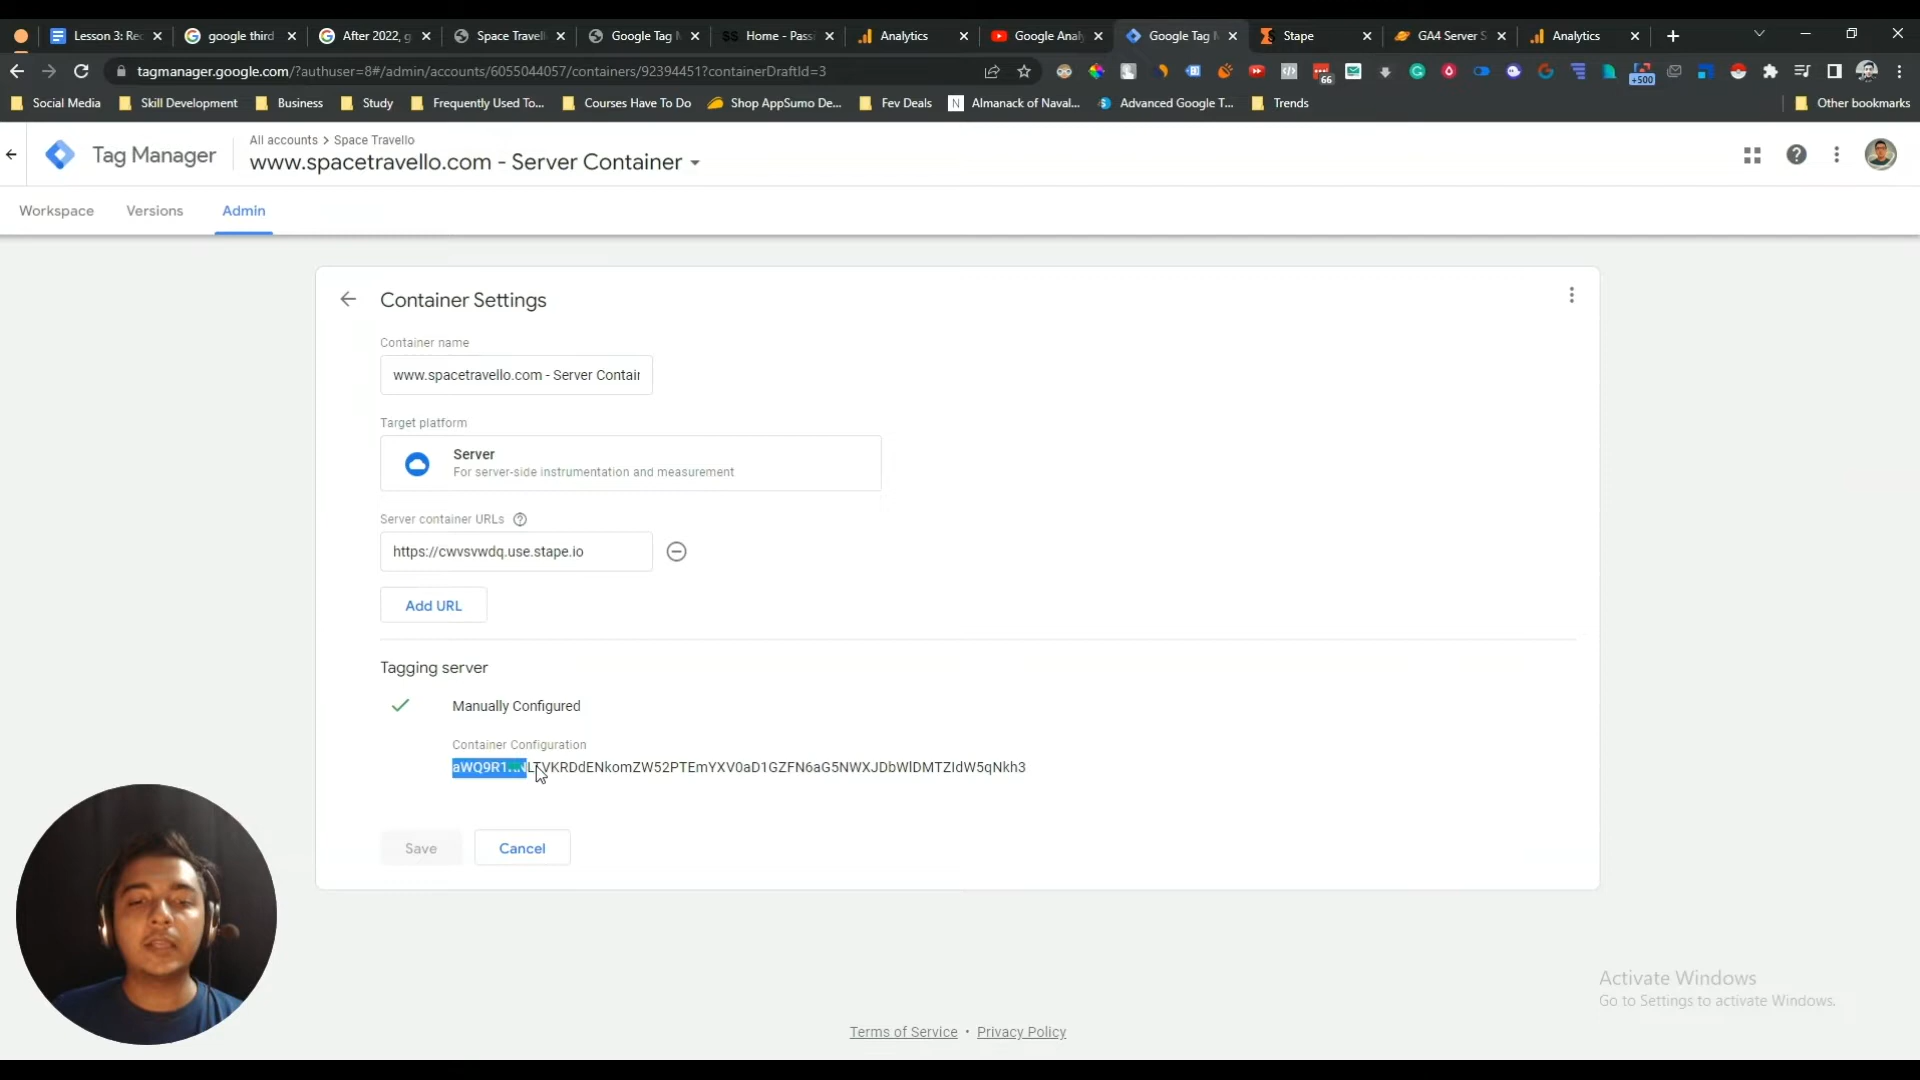 Lesson 3: Re
google third
After 2022, g
Space Travell
Google Tag M
Home - Passi
Analytics
Google Anal
Google Tag M
Stape
GA4 Server S
Analytics
tagmanager.google.com/?authuser=8#/admin/accounts/6055044057/containers/92394451?containerDraftId=3
66
+500
Social Media
Skill Development
Business
Study
Frequently Used To...
Courses Have To Do
Shop AppSumo De...
Fev Deals
Almanack of Naval...
Advanced Google T...
Trends
Other bookmarks
Tag Manager
All accounts > Space Travello
www.spacetravello.com - Server Container
Workspace
Versions
Admin
Container Settings
Container name
www.spacetravello.com - Server Contair
Target platform
Server
For server-side instrumentation and measurement
Server container URLs
https://cwvsvwdq.use.stape.io
Add URL
Tagging server
Manually Configured
Container Configuration
Save
Cancel
Activate Windows
Go to Settings to activate Windows.
Terms of Service • Privacy Policy